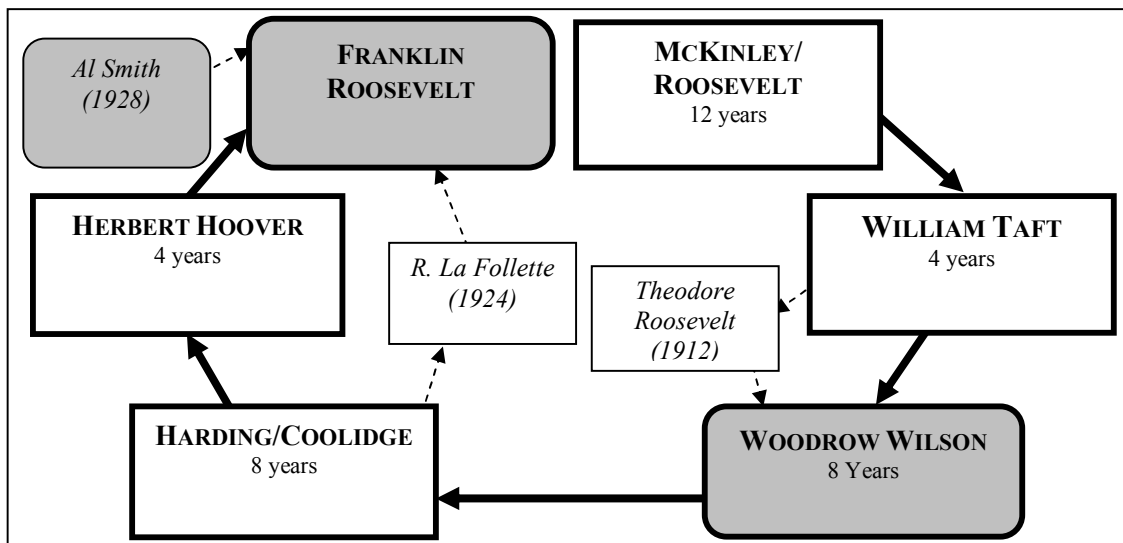 Al Smith
(1928)
FRANKLIN
ROOSEVELT
MCKINLEY/
ROOSEVELT
12 years
HERBERT HOOVER
4 years
R. La Follette
(1924)
Theodore
Roosevelt
(1912)
WILLIAM TAFT
4 years
HARDING/COOLIDGE
8 years
WOODROW WILSON
8 Years